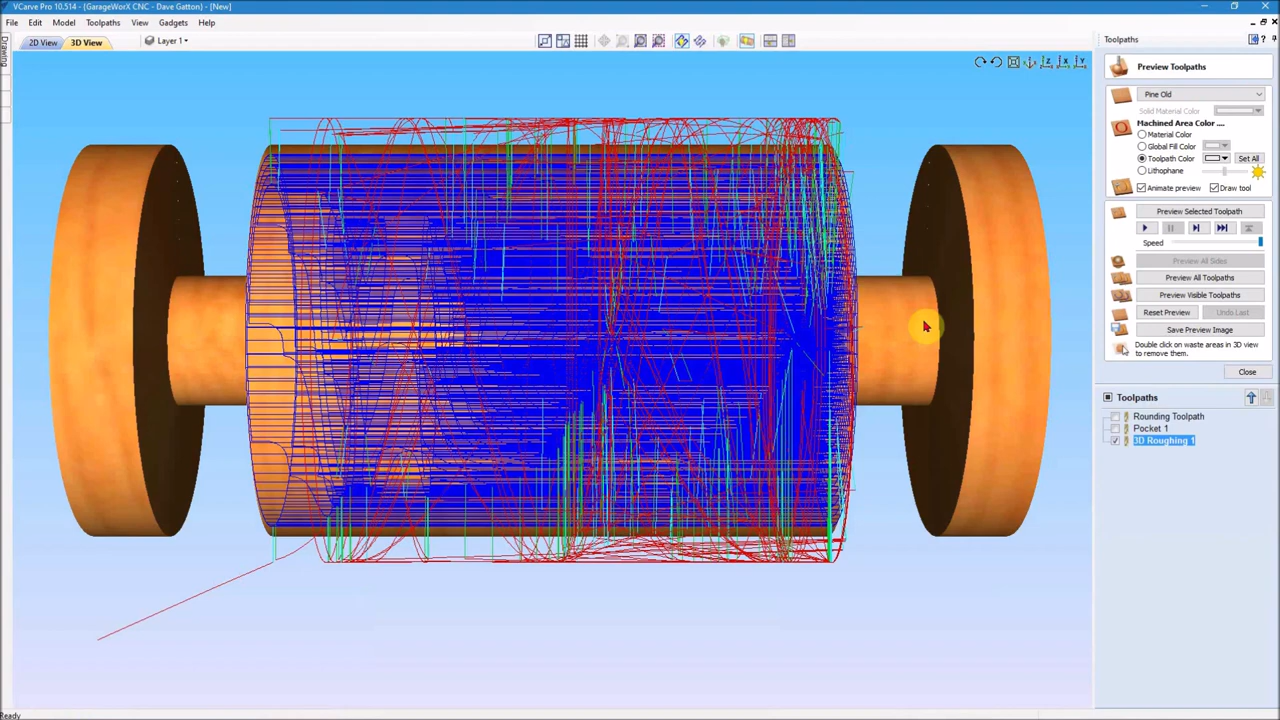 VCarve Pro 10.514 - {GarageWorX CNC - Dave Gatton} - [New]
File Edit Model Toolpaths View Gadgets Help
2D View 3D View Layer 1
Drawing
Toolpaths
Preview Toolpaths
Pine Old
Solid Material Color
Machined Area Color ....
Material Color
Global Fill Color
Toolpath Color Set All
Lithophane
Animate preview Draw tool
Preview Selected Toolpath
Speed
Preview All Sides
Preview All Toolpaths
Preview Visible Toolpaths
Reset Preview Undo Last
Save Preview Image
Double click on waste areas in 3D view
to remove them.
Close
Toolpaths
Rounding Toolpath
Pocket 1
3D Roughing 1
Ready